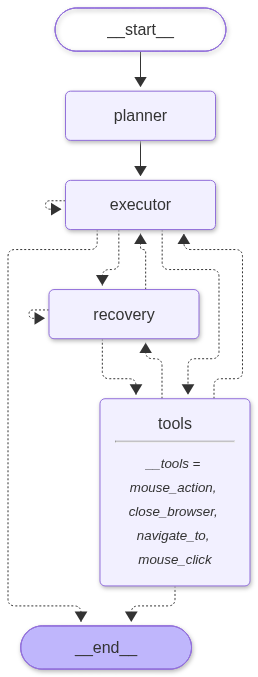 __start__
planner
executor
recovery
tools
__tools =
mouse_action,
close_browser,
navigate_to,
mouse_click
__end__